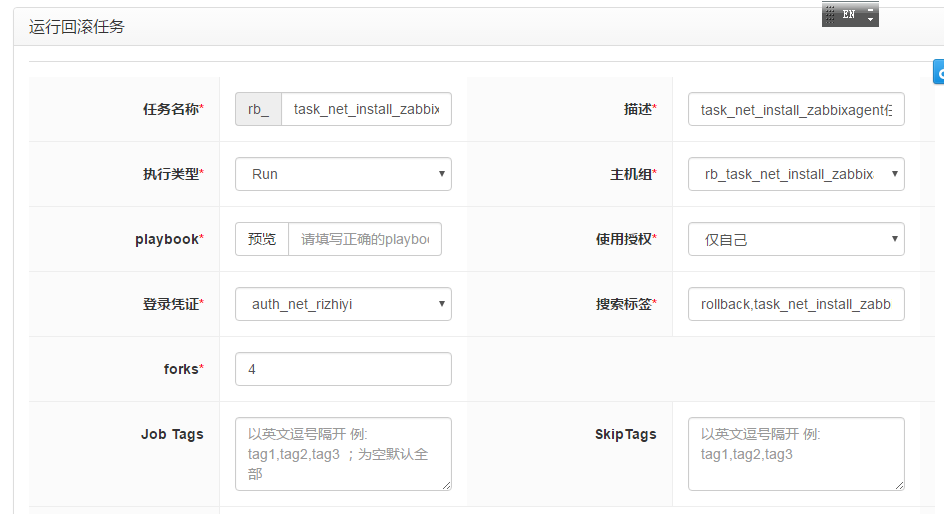 运行回滚任务
EN
任务名称*
rb_
task_net_install_zabbix
描述*
task_net_install_zabbixagent
执行类型*
Run
主机组*
rb_task_net_install_zabbix
playbook*
预览
请填写正确的playbo
使用授权*
仅自己
登录凭证*
auth_net_rizhiyi
搜索标签*
rollback,task_net_install_zabb
forks*
4
Job Tags
以英文逗号隔开 例:
tag1,tag2,tag3 ；为空默认全
部
SkipTags
以英文逗号隔开 例:
tag1,tag2,tag3